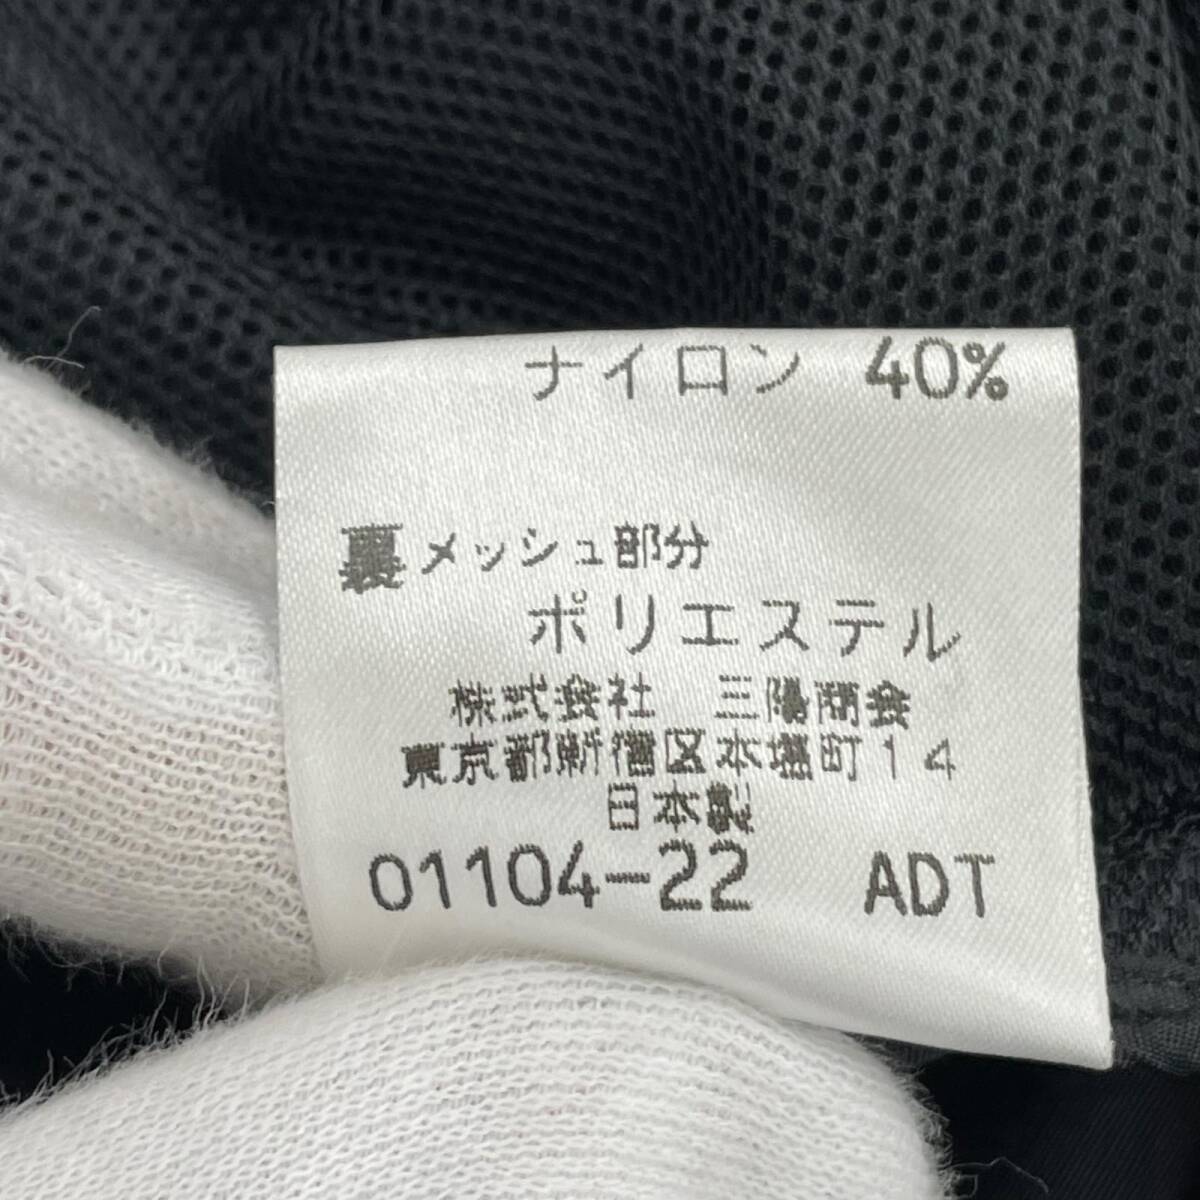 ナイロン 40%
裏メッシュ部分
ポリエステル
株式会社 三陽商会
東京都新宿区本塩町14
日本製
01104-22 ADT